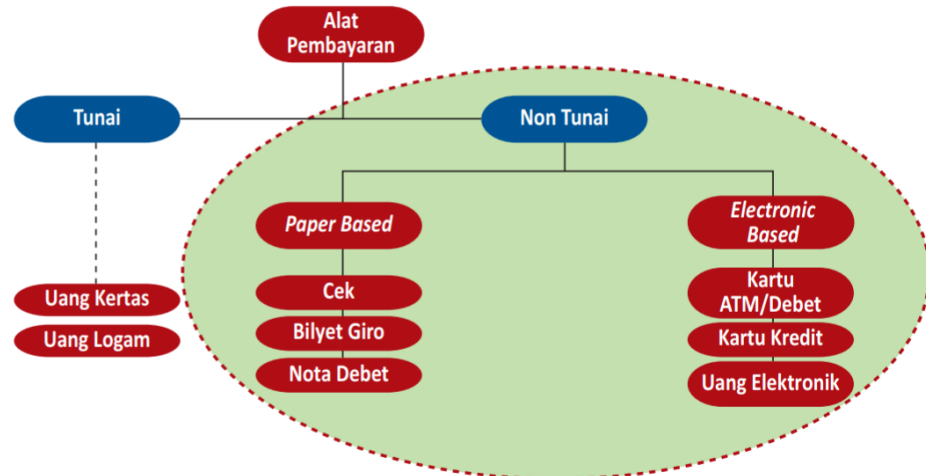 Alat
Pembayaran
Tunai
Non Tunai
Paper Based
Electronic
Based
Uang Kertas
Uang Logam
Cek
Bilyet Giro
Nota Debet
Kartu
ATM/Debet
Kartu Kredit
Uang Elektronik